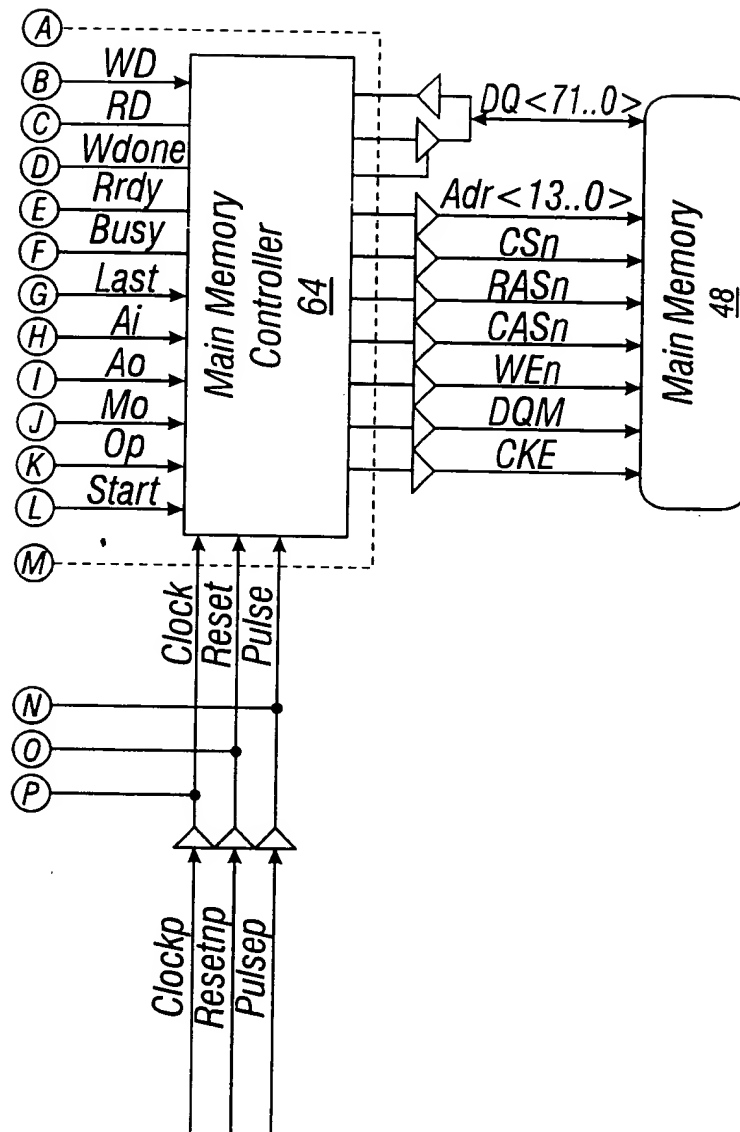 A
B WD
C RD
D Wdone
E Rrdy
F Busy
G Last
H Ai
I Ao
J Mo
K Op
L Start
M
Main Memory
Controller
64
DQ<71..0>
Adr<13..0>
CSn
RASn
CASn
WEn
DQM
CKE
Main Memory
48
Clock
Reset
Pulse
N
O
P
Clockp
Resetnp
Pulsep